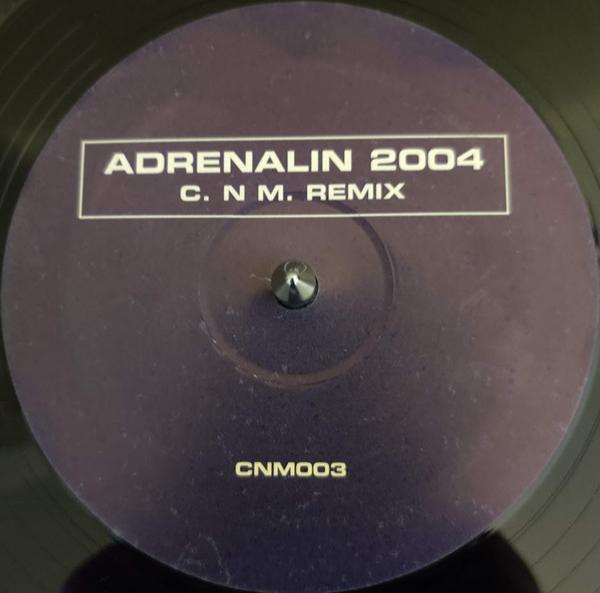 ADRENALIN 2004
C. N M. REMIX
CNM003